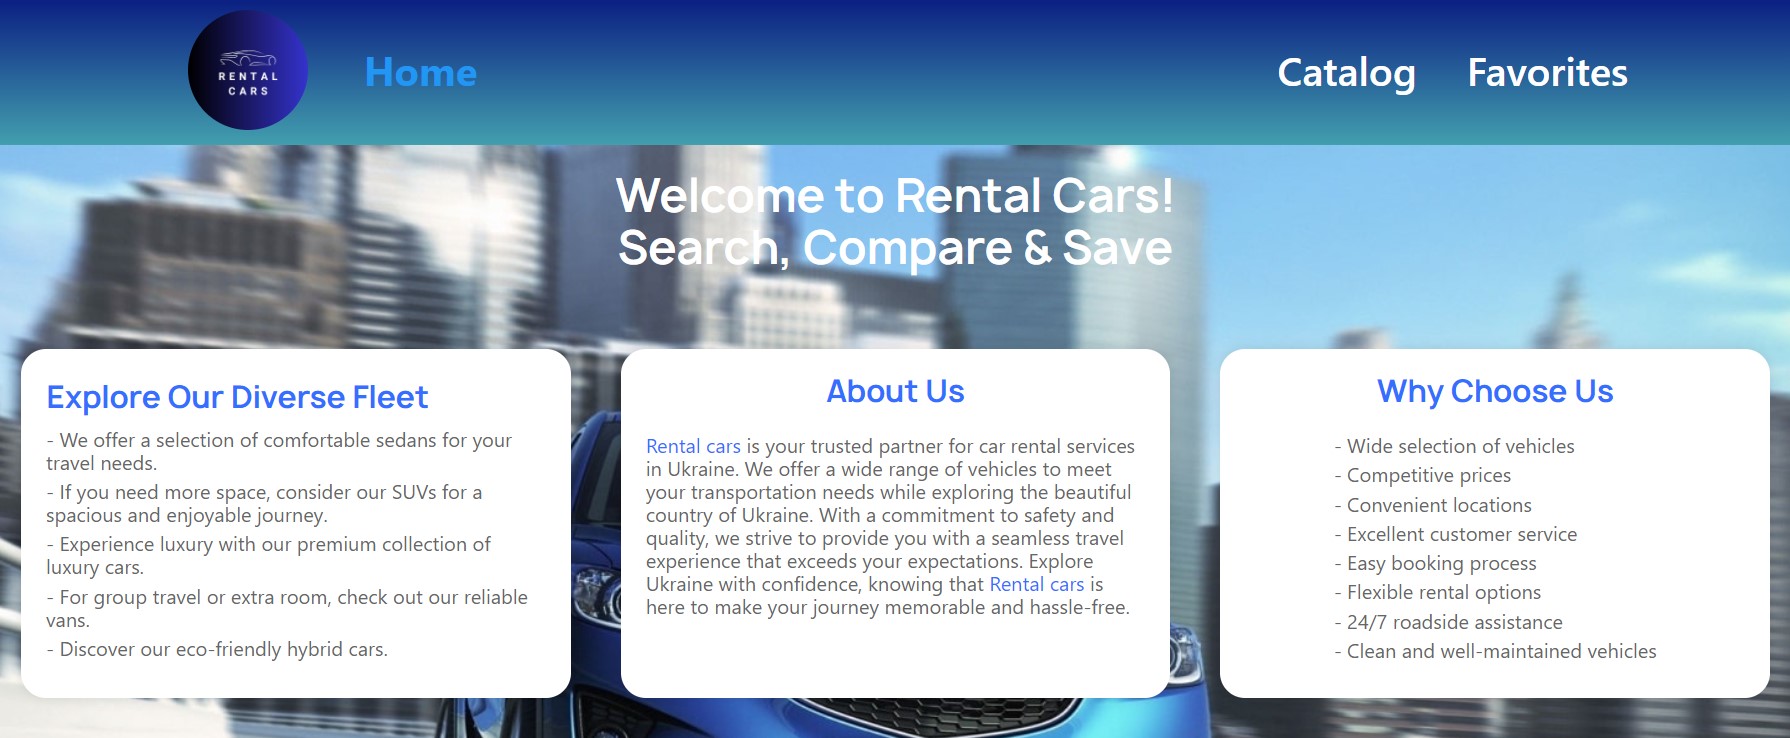 RENTAL
CARS
Home
Catalog
Favorites
Welcome to Rental Cars!
Search, Compare & Save
Explore Our Diverse Fleet
- We offer a selection of comfortable sedans for your
travel needs.
- If you need more space, consider our SUVs for a
spacious and enjoyable journey.
- Experience luxury with our premium collection of
luxury cars.
- For group travel or extra room, check out our reliable
vans.
- Discover our eco-friendly hybrid cars.
About Us
Rental cars is your trusted partner for car rental services
in Ukraine. We offer a wide range of vehicles to meet
your transportation needs while exploring the beautiful
country of Ukraine. With a commitment to safety and
quality, we strive to provide you with a seamless travel
experience that exceeds your expectations. Explore
Ukraine with confidence, knowing that Rental cars is
here to make your journey memorable and hassle-free.
Why Choose Us
- Wide selection of vehicles
- Competitive prices
- Convenient locations
- Excellent customer service
- Easy booking process
- Flexible rental options
- 24/7 roadside assistance
- Clean and well-maintained vehicles